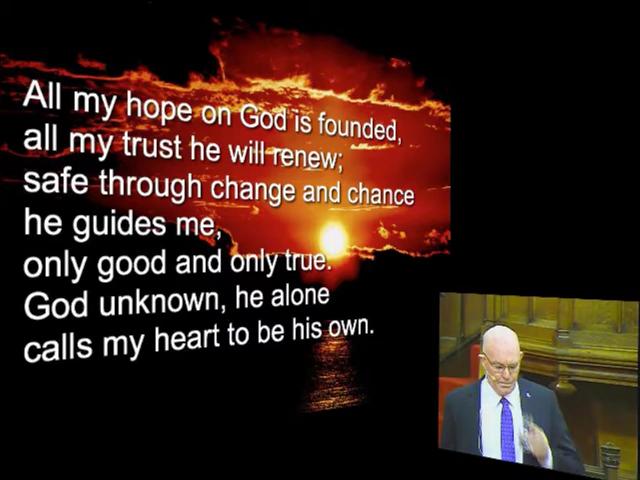 All my hope on God is founded,
all my trust he will renew;
safe through change and chance
he guides me,
only good and only true.
God unknown, he alone
calls my heart to be his own.